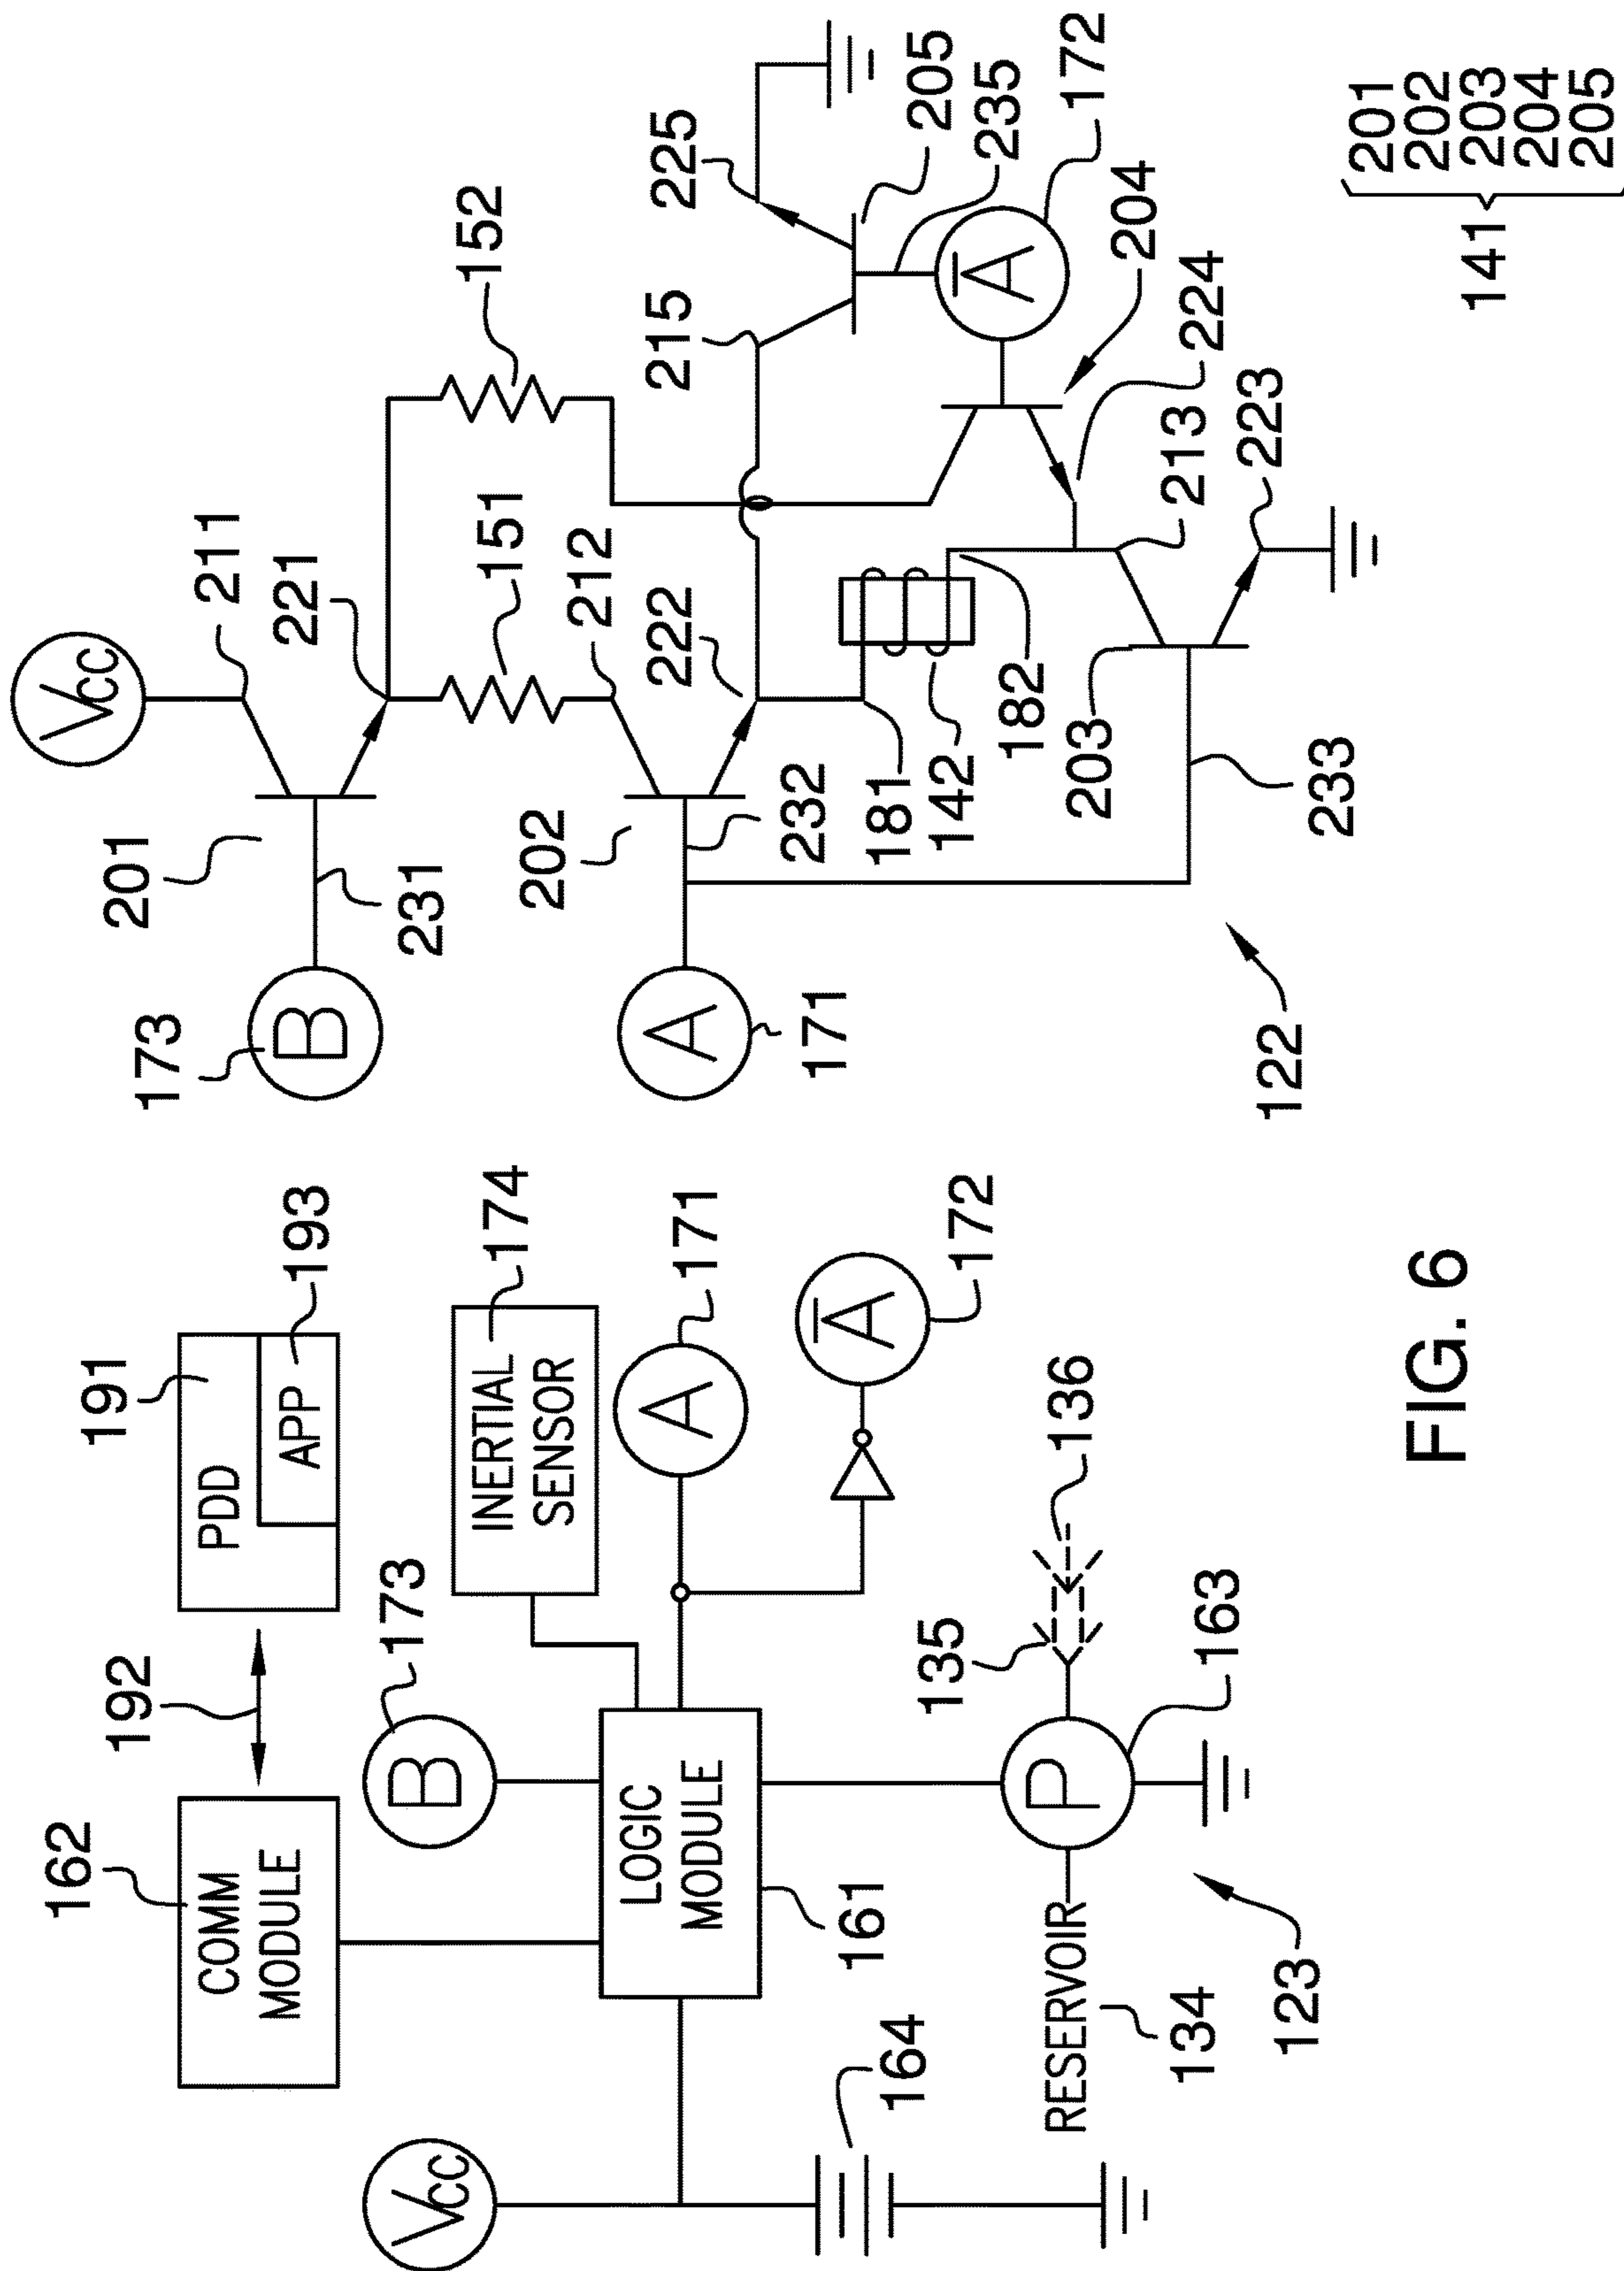 162
COMM
MODULE
192
191
PDD
APP
193
VCC
B
173
INERTIAL
SENSOR
174
LOGIC
MODULE
161
A
171
A̅
172
164
RESERVOIR
134
P
163
135
136
123
VCC
211
201
221
173
B
231
151
152
202
212
222
A
171
232
181
142
182
215
225
205
235
A̅
172
204
224
213
223
203
233
122
141
201
202
203
204
205
FIG. 6